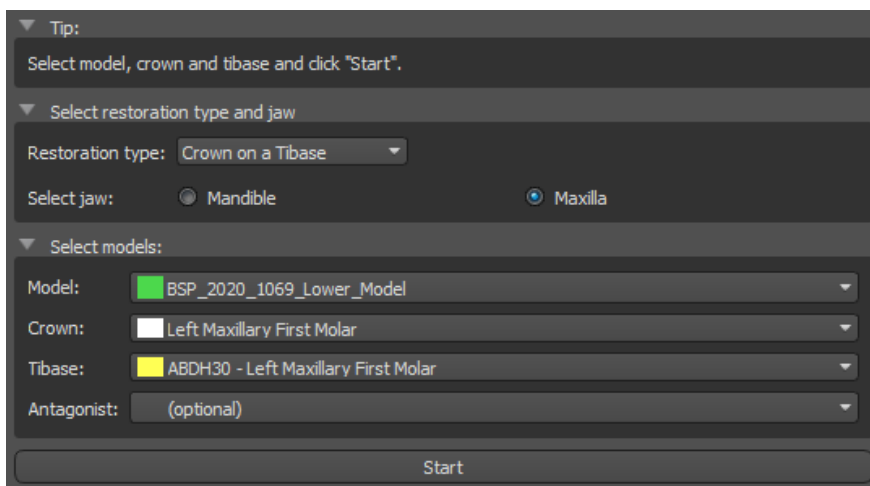 Tip:
Select model, crown and tibase and click "Start".
Select restoration type and jaw
Restoration type: Crown on a Tibase
Select jaw: Mandible Maxilla
Select models:
Model: BSP_2020_1069_Lower_Model
Crown: Left Maxillary First Molar
Tibase: ABDH30 - Left Maxillary First Molar
Antagonist: (optional)
Start